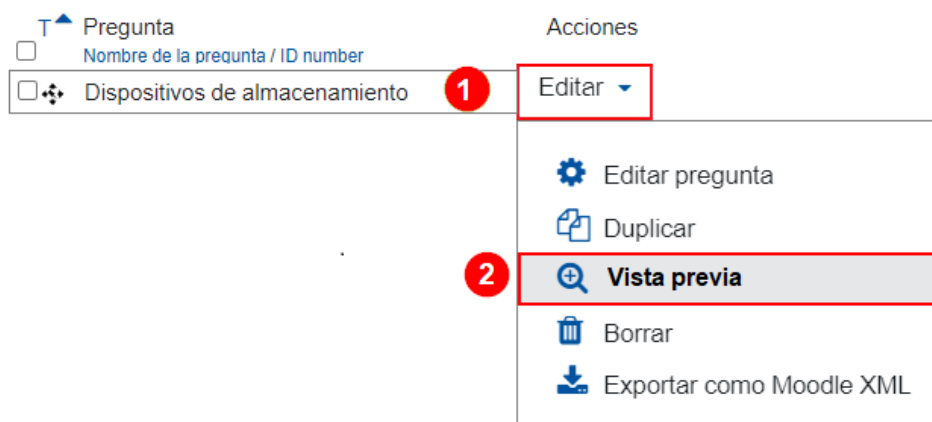 T Pregunta Acciones
Nombre de la pregunta / ID number
Dispositivos de almacenamiento 1 Editar
Editar pregunta
Duplicar
2 Vista previa
Borrar
Exportar como Moodle XML